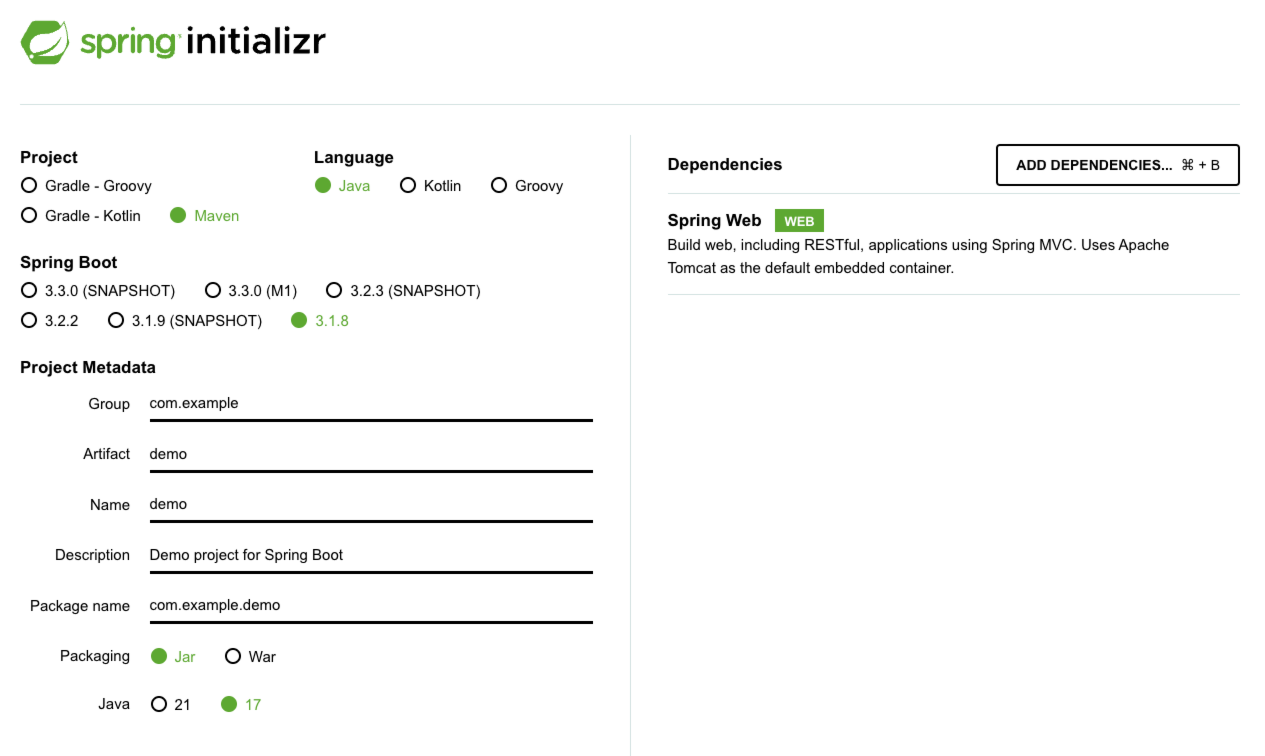 spring initializr
Project
Gradle - Groovy
Gradle - Kotlin Maven
Language
Java Kotlin Groovy
Spring Boot
3.3.0 (SNAPSHOT) 3.3.0 (M1) 3.2.3 (SNAPSHOT)
3.2.2 3.1.9 (SNAPSHOT) 3.1.8
Project Metadata
Group com.example
Artifact demo
Name demo
Description Demo project for Spring Boot
Package name com.example.demo
Packaging Jar War
Java 21 17
Dependencies
ADD DEPENDENCIES... ⌘ + B
Spring Web WEB
Build web, including RESTful, applications using Spring MVC. Uses Apache
Tomcat as the default embedded container.